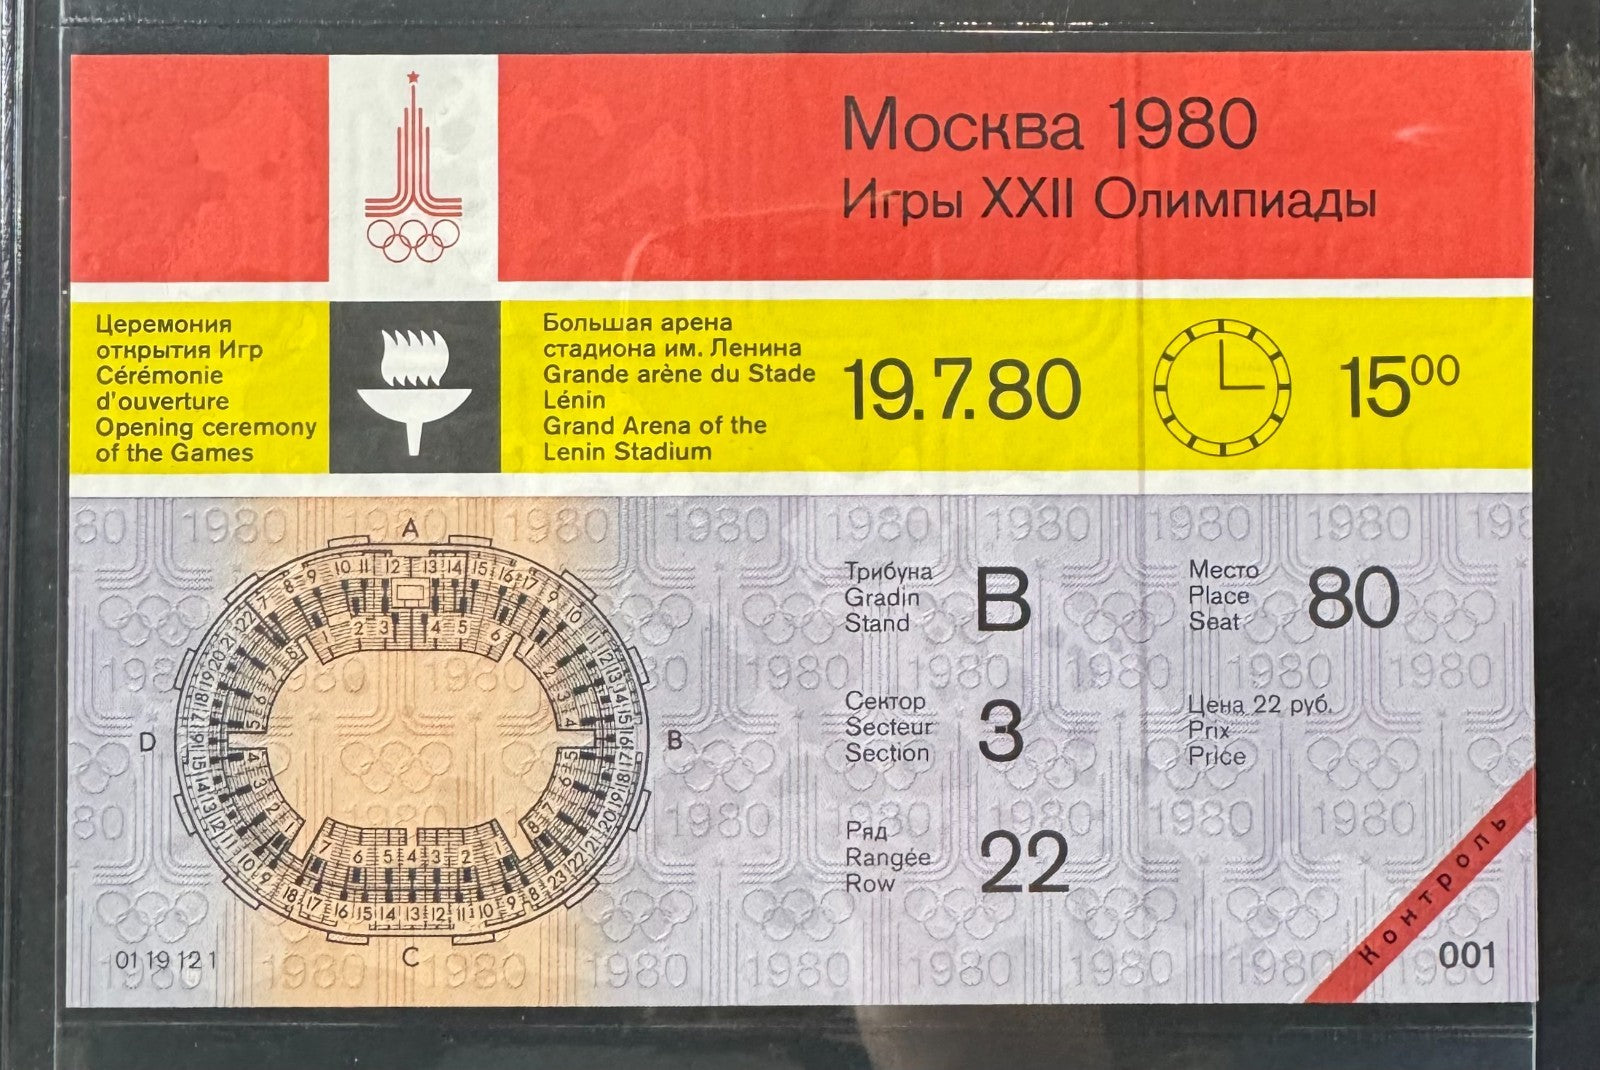 Москва 1980
Игры XXII Олимпиады
Церемония
открытия Игр
Cérémonie
d'ouverture
Opening ceremony
of the Games
Большая арена
стадиона им. Ленина
Grande arène du Stade
Lénin
Grand Arena of the
Lenin Stadium
19.7.80
15⁰⁰
A
B
C
D
Трибуна
Gradin
Stand
B
Место
Place
Seat
80
Сектор
Secteur
Section
3
Цена 22 руб.
Prix
Price
Ряд
Rangée
Row
22
Контроль
001
01 19 12 1